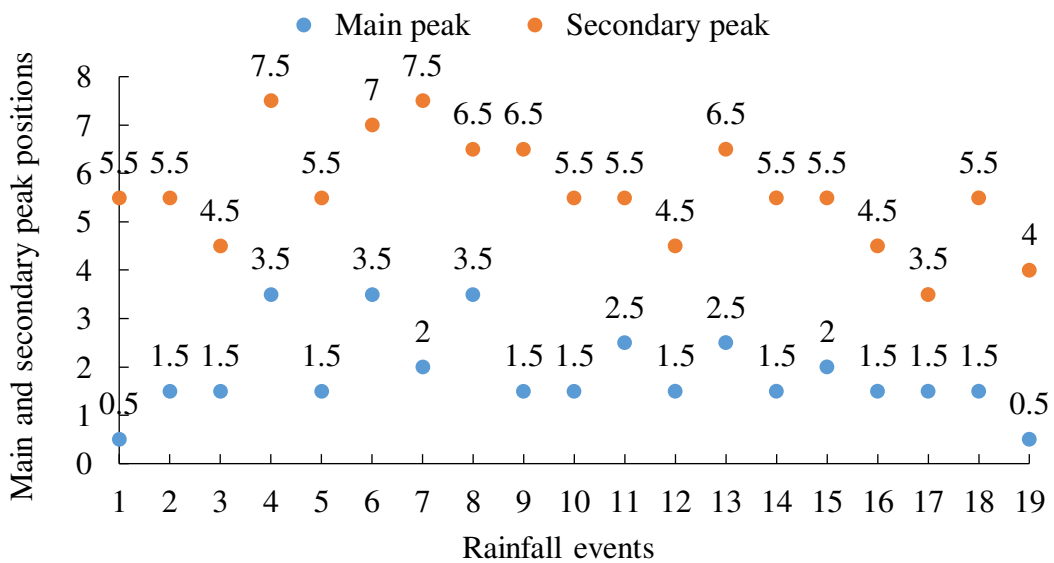 Main peak Secondary peak
Main and secondary peak positions
8
7
6
5
4
3
2
1
0
5.5 5.5 4.5 7.5 5.5 7 7.5 6.5 6.5 5.5 5.5 4.5 6.5 5.5 5.5 4.5 3.5 5.5 4
0.5 1.5 1.5 3.5 1.5 3.5 2 3.5 1.5 1.5 2.5 1.5 2.5 1.5 2 1.5 1.5 1.5 0.5
1 2 3 4 5 6 7 8 9 10 11 12 13 14 15 16 17 18 19
Rainfall events